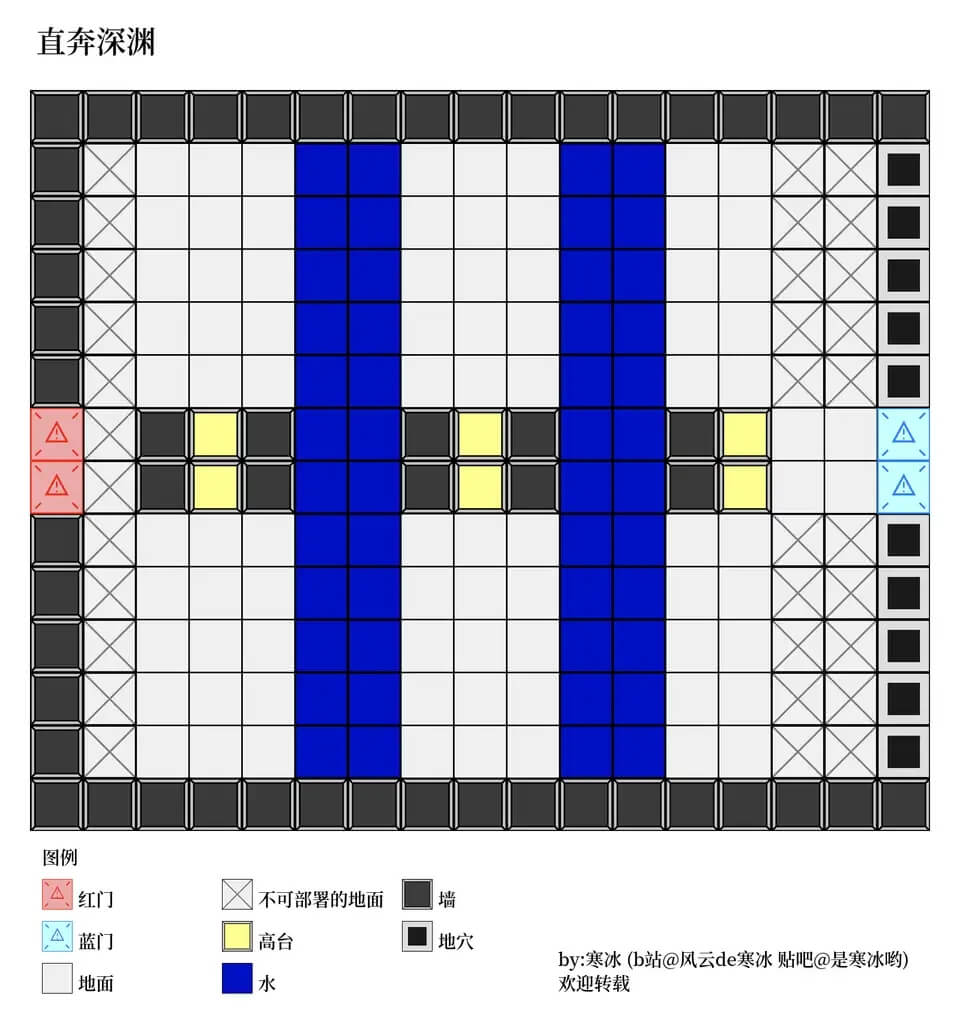 直奔深渊
图例
红门
不可部署的地面
墙
蓝门
高台
地穴
地面
水
by:寒冰 (b站@风云de寒冰 贴吧@是寒冰哟)
欢迎转载